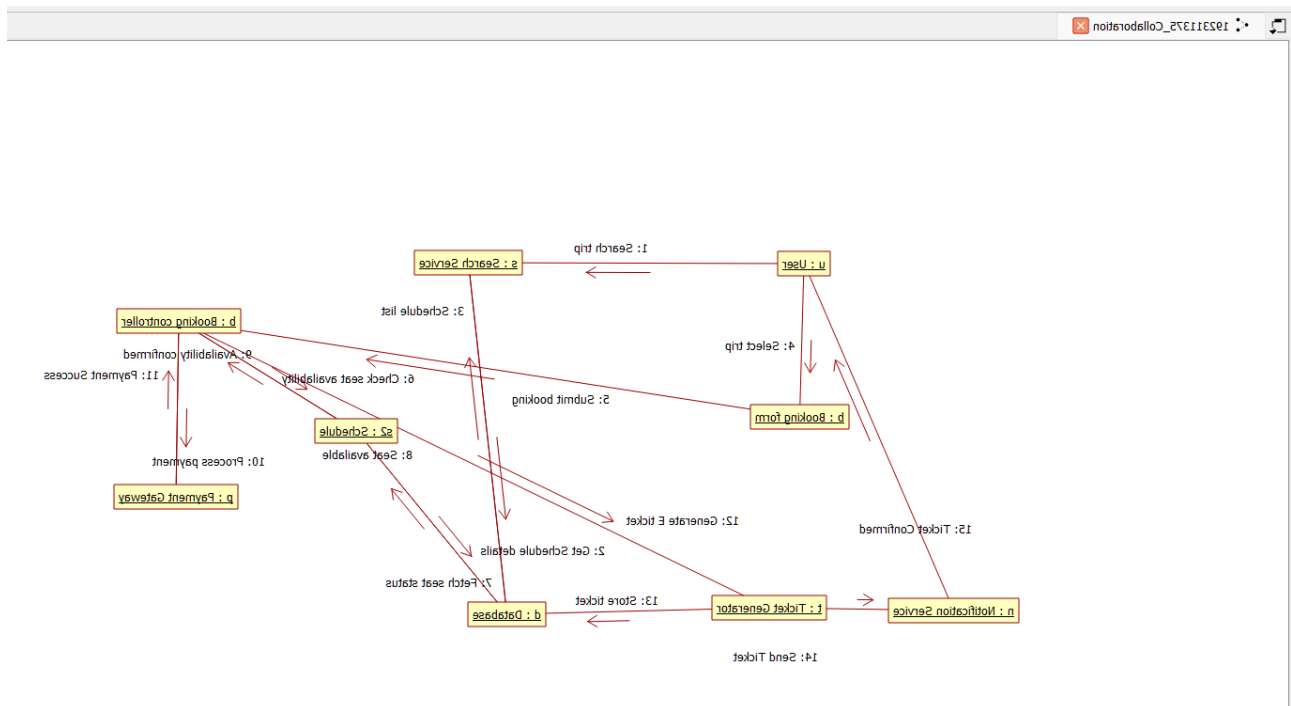 192311375_Collaboration
1: Search trip
u : User
s : Search Service
3: Schedule list
b : Booking controller
4: Select trip
9: Availability confirmed
11: Payment Success
6: Check seat availability
5: Submit booking
b : Booking form
s2 : Schedule
8: Seat available
10: Process payment
p : Payment Gateway
12: Generate E ticket
15: Ticket Confirmed
2: Get Schedule details
7: Fetch seat status
13: Store ticket
n : Notification Service
t : Ticket Generator
d : Database
14: Send Ticket